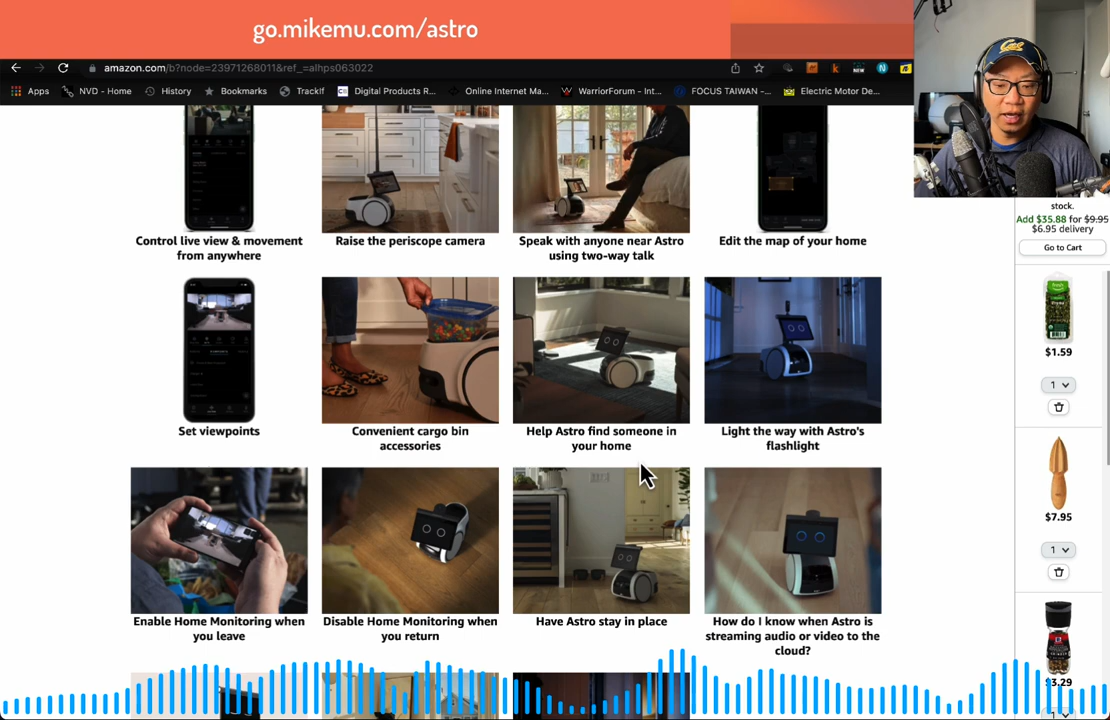 go.mikemu.com/astro
amazon.com/b?node=23971268011&ref_=alhps063022
Apps
NVD - Home
History
Bookmarks
Trackif
Digital Products R...
Online Internet Ma...
WarriorForum - Int...
FOCUS TAIWAN -...
Electric Motor De...
Cal
stock.
Add $35.88 for $9.95
$6.95 delivery
Go to Cart
Control live view & movement
from anywhere
Raise the periscope camera
Speak with anyone near Astro
using two-way talk
Edit the map of your home
$1.59
1
Set viewpoints
Convenient cargo bin
accessories
Help Astro find someone in
your home
Light the way with Astro's
flashlight
$7.95
1
Enable Home Monitoring when
you leave
Disable Home Monitoring when
you return
Have Astro stay in place
How do I know when Astro is
streaming audio or video to the
cloud?
$3.29
1